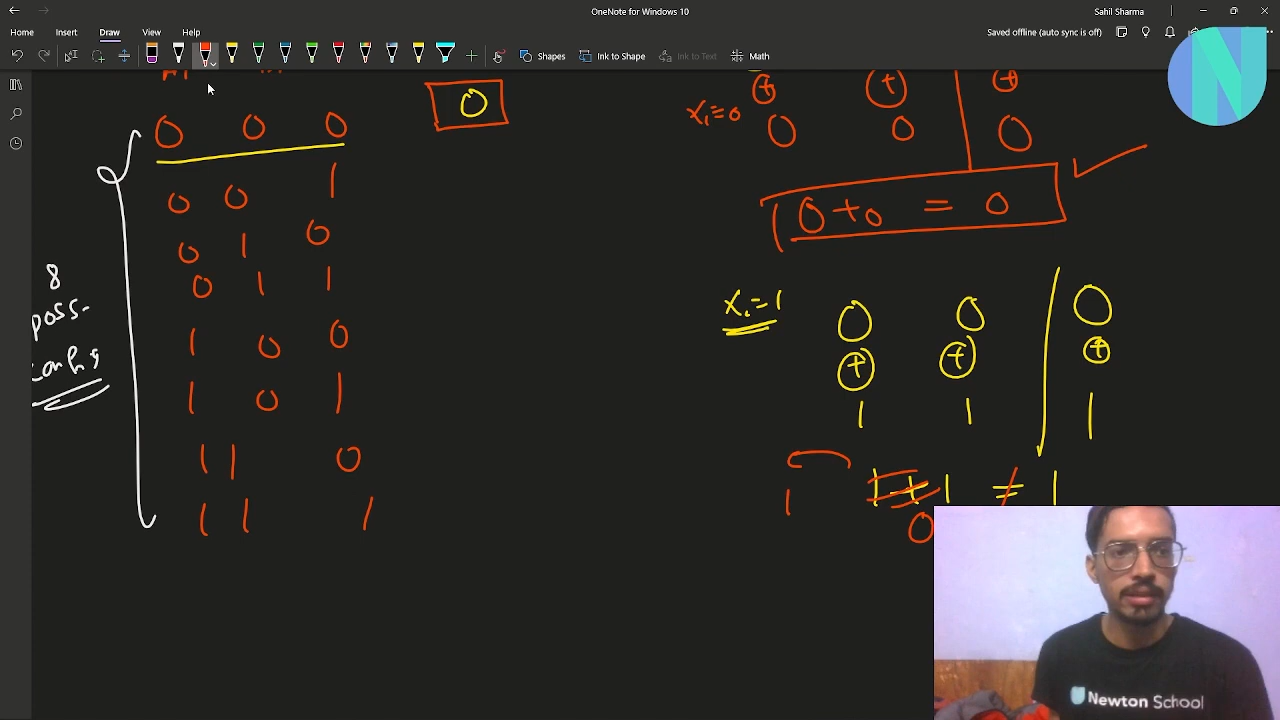 OneNote for Windows 10
Sahil Sharma
Home Insert Draw View Help
Saved offline (auto sync is off)
Shapes Ink to Shape Ink to Text Math
0 0 0
0
0 0 1
0 1 0
0 1 1
1 0 0
1 0 1
1 1 0
1 1 1
8
poss-
x₁=0
⊕ ⊕ ⊕
0 0 0
0+0 = 0
x₁=1
0 0 0
⊕ ⊕ ⊕
1 1 1
1 1+1 ≠ 1
0
Newton School